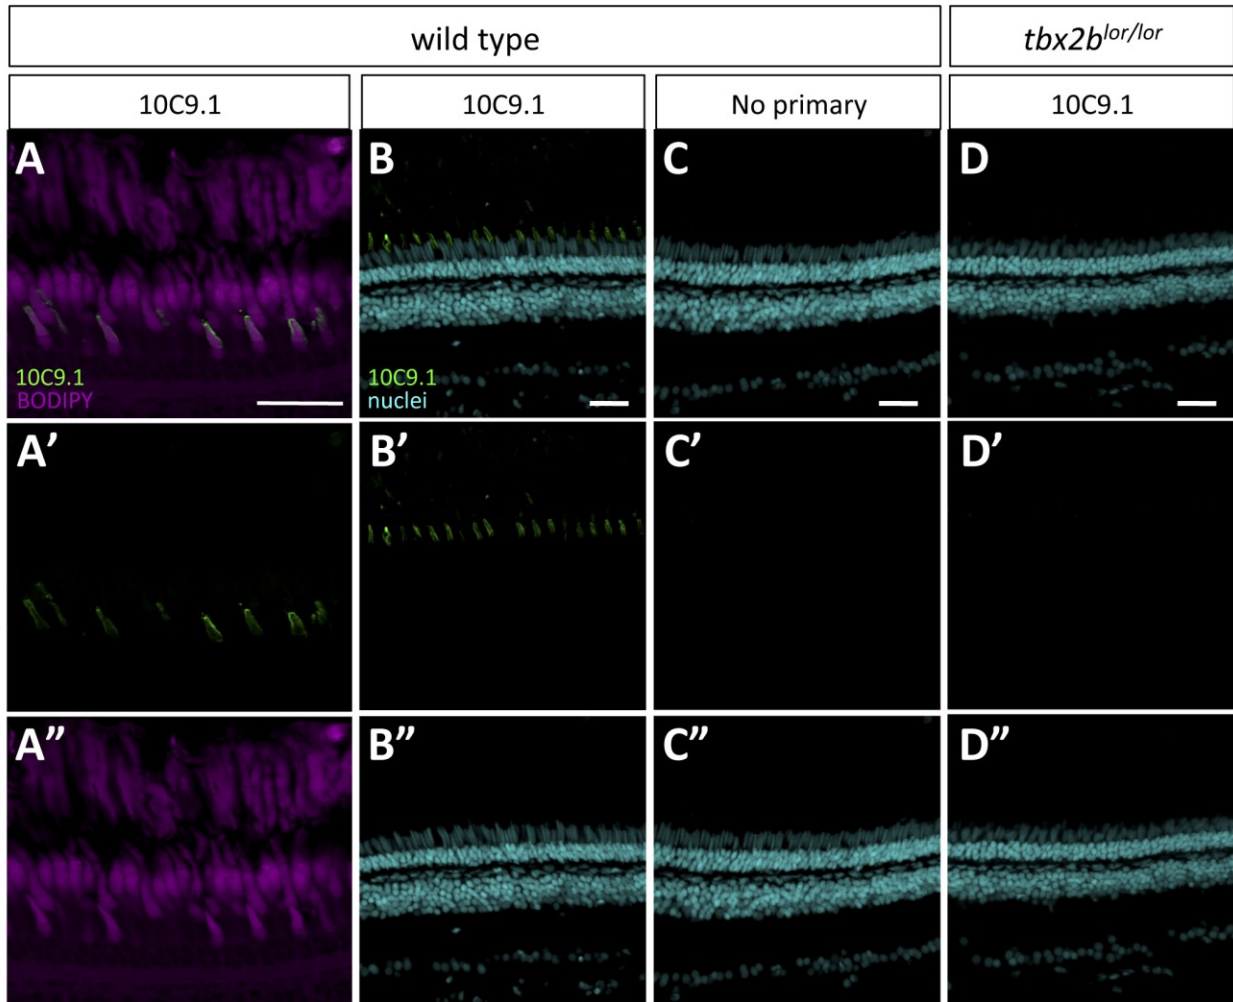 wild type
tbx2b^lor/lor
10C9.1
10C9.1
No primary
10C9.1
A
B
C
D
10C9.1
BODIPY
10C9.1
nuclei
A’
B’
C’
D’
A”
B”
C”
D”